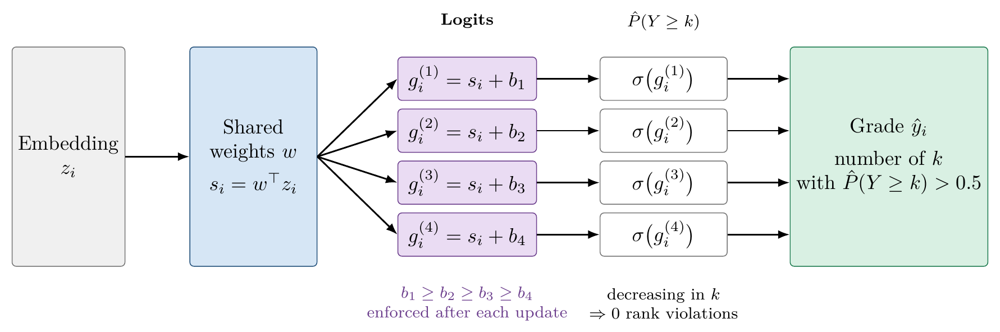 Logits
P̂(Y ≥ k)
Embedding
z_i
Shared
weights w
s_i = w^⊤ z_i
g_i^(1) = s_i + b_1
g_i^(2) = s_i + b_2
g_i^(3) = s_i + b_3
g_i^(4) = s_i + b_4
σ(g_i^(1))
σ(g_i^(2))
σ(g_i^(3))
σ(g_i^(4))
Grade ŷ_i
number of k
with P̂(Y ≥ k) > 0.5
b_1 ≥ b_2 ≥ b_3 ≥ b_4
enforced after each update
decreasing in k
⇒ 0 rank violations